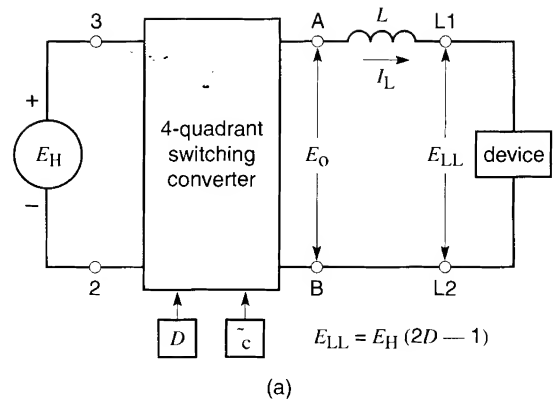 3
A
L
L1
I_L
+
E_H
−
4-quadrant
switching
converter
E_o
E_LL
device
2
B
L2
D
E_LL = E_H (2D — 1)
(a)